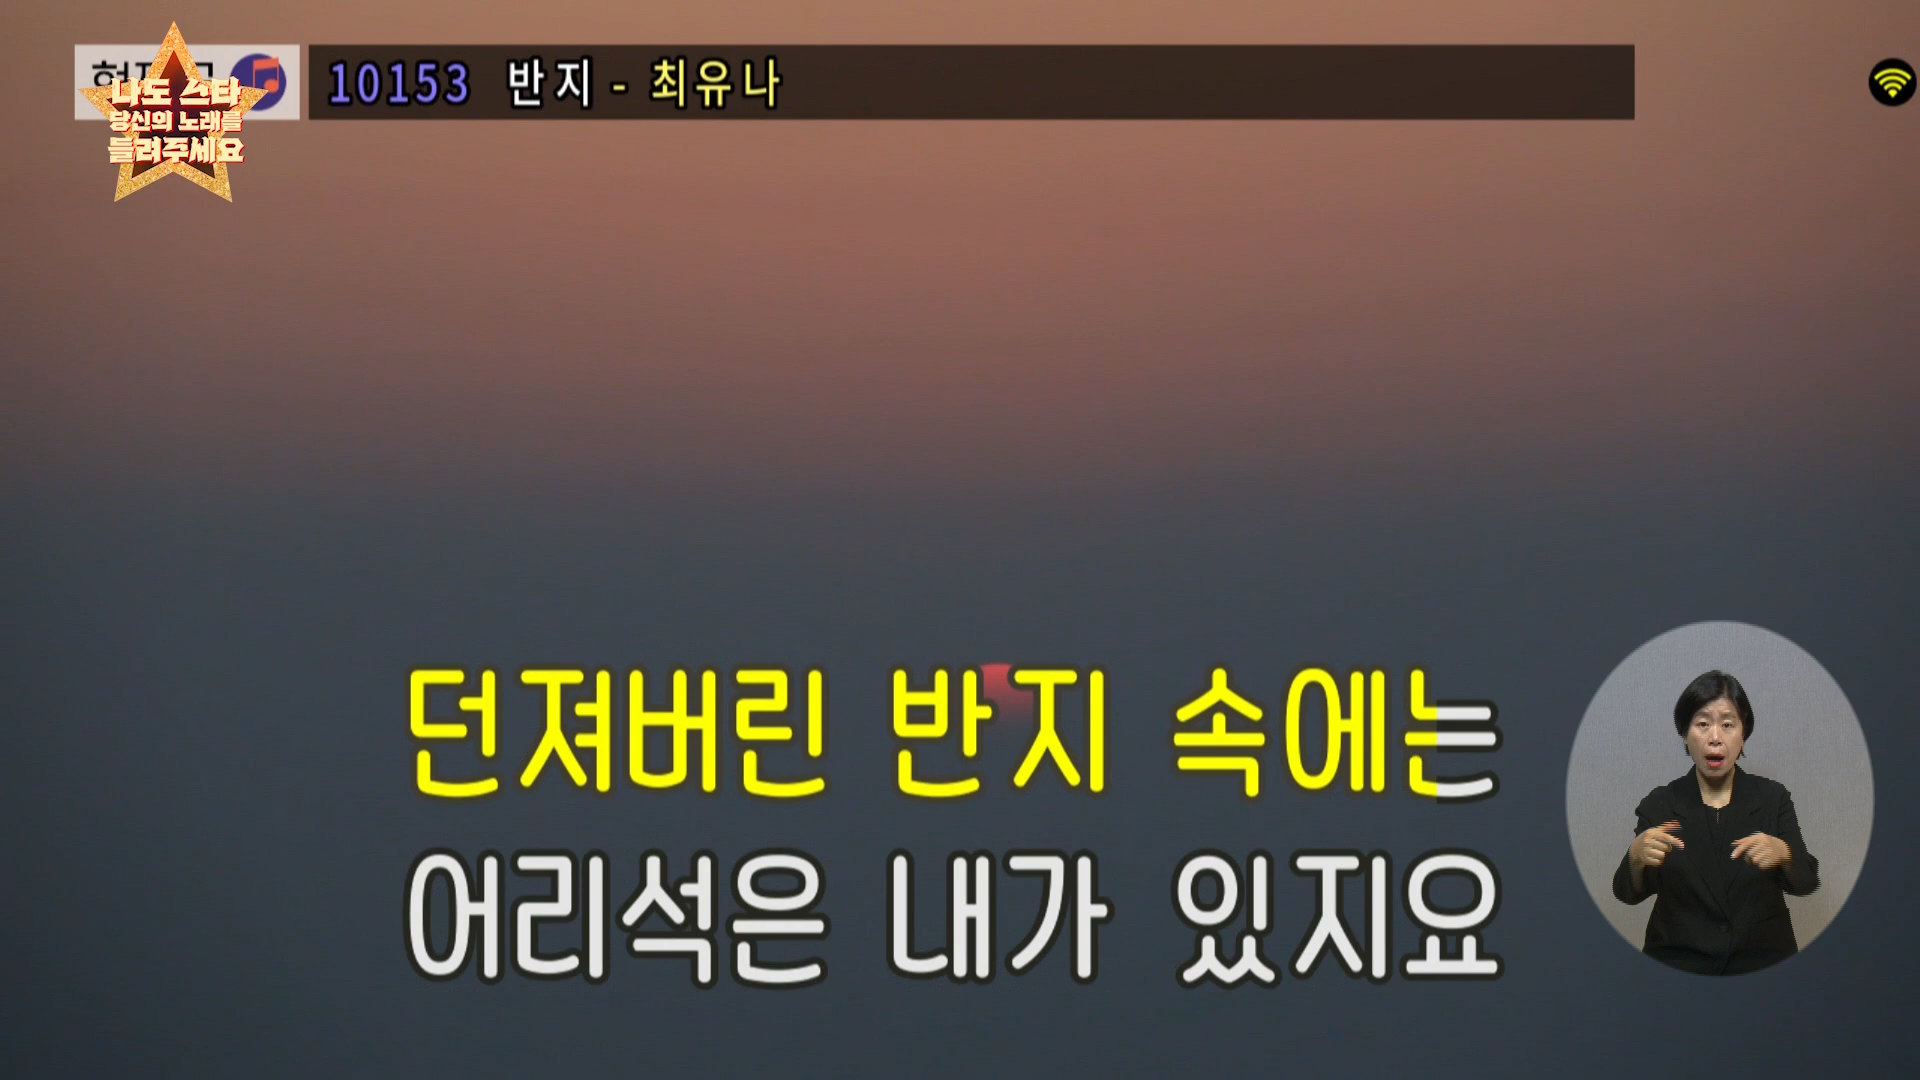 나도 스타
당신의 노래를
들려주세요
10153 반지 - 최유나
던져버린 반지 속에는
어리석은 내가 있지요